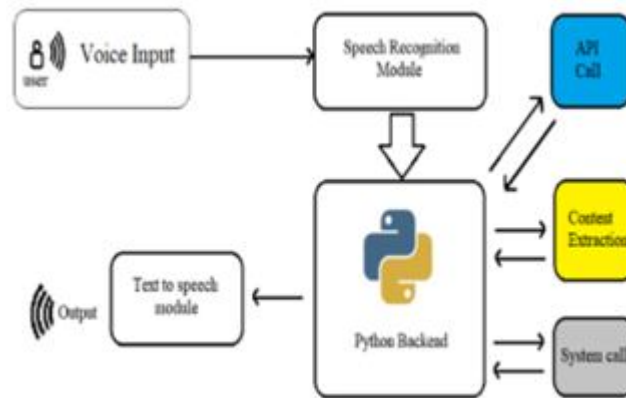 Voice Input
user
Speech Recognition
Module
API
Call
Content
Extraction
Python Backend
System call
Text to speech
module
Output